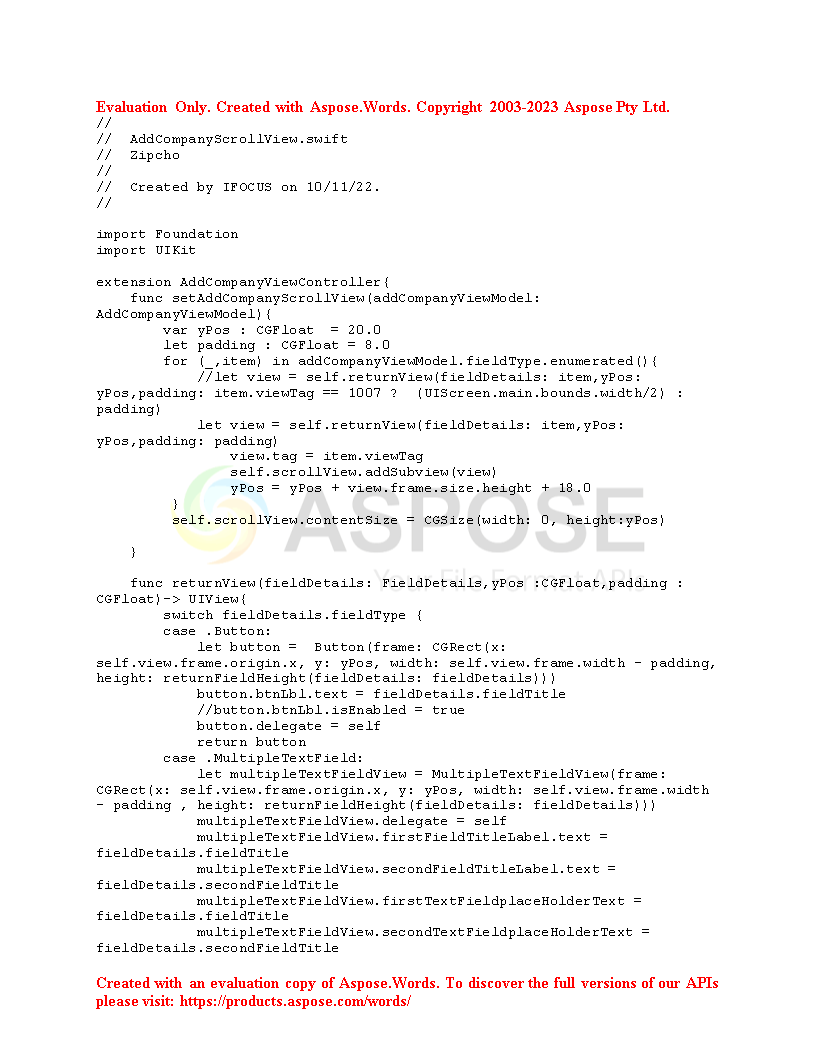 Evaluation Only. Created with Aspose.Words. Copyright 2003-2023 Aspose Pty Ltd.
//
//  AddCompanyScrollView.swift
//  Zipcho
//
//  Created by IFOCUS on 10/11/22.
//
import Foundation
import UIKit
extension AddCompanyViewController{
    func setAddCompanyScrollView(addCompanyViewModel:
AddCompanyViewModel){
        var yPos : CGFloat  = 20.0
        let padding : CGFloat = 8.0
        for (_,item) in addCompanyViewModel.fieldType.enumerated(){
            //let view = self.returnView(fieldDetails: item,yPos:
yPos,padding: item.viewTag == 1007 ?  (UIScreen.main.bounds.width/2) :
padding)
            let view = self.returnView(fieldDetails: item,yPos:
yPos,padding: padding)
                view.tag = item.viewTag
                self.scrollView.addSubview(view)
                yPos = yPos + view.frame.size.height + 18.0
         }
         self.scrollView.contentSize = CGSize(width: 0, height:yPos)
ASPOSE
    }
Your File Format APIs
    func returnView(fieldDetails: FieldDetails,yPos :CGFloat,padding :
CGFloat)-> UIView{
        switch fieldDetails.fieldType {
        case .Button:
            let button =  Button(frame: CGRect(x:
self.view.frame.origin.x, y: yPos, width: self.view.frame.width - padding,
height: returnFieldHeight(fieldDetails: fieldDetails)))
            button.btnLbl.text = fieldDetails.fieldTitle
            //button.btnLbl.isEnabled = true
            button.delegate = self
            return button
        case .MultipleTextField:
            let multipleTextFieldView = MultipleTextFieldView(frame:
CGRect(x: self.view.frame.origin.x, y: yPos, width: self.view.frame.width
- padding , height: returnFieldHeight(fieldDetails: fieldDetails)))
            multipleTextFieldView.delegate = self
            multipleTextFieldView.firstFieldTitleLabel.text =
fieldDetails.fieldTitle
            multipleTextFieldView.secondFieldTitleLabel.text =
fieldDetails.secondFieldTitle
            multipleTextFieldView.firstTextFieldplaceHolderText =
fieldDetails.fieldTitle
            multipleTextFieldView.secondTextFieldplaceHolderText =
fieldDetails.secondFieldTitle
Created with an evaluation copy of Aspose.Words. To discover the full versions of our APIs
please visit: https://products.aspose.com/words/